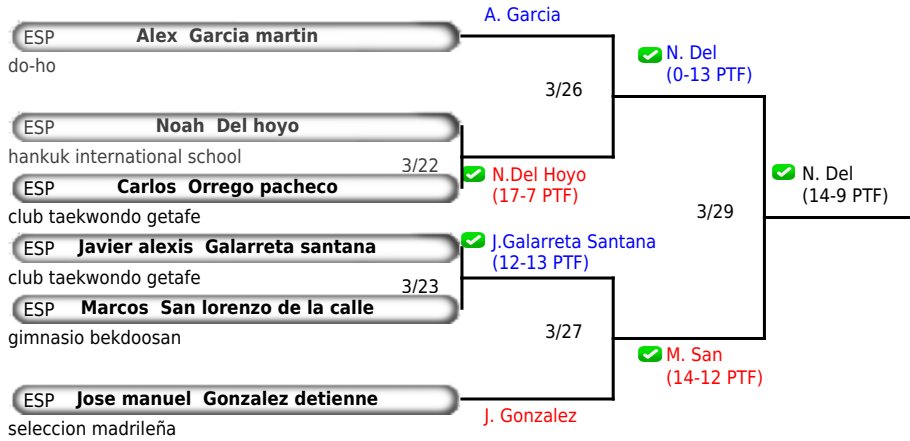 A. Garcia
ESP Alex Garcia martin
do-ho
N. Del
(0-13 PTF)
3/26
ESP Noah Del hoyo
hankuk international school
3/22
N.Del Hoyo
(17-7 PTF)
ESP Carlos Orrego pacheco
club taekwondo getafe
N. Del
(14-9 PTF)
3/29
ESP Javier alexis Galarreta santana
club taekwondo getafe
J.Galarreta Santana
(12-13 PTF)
3/23
ESP Marcos San lorenzo de la calle
gimnasio bekdoosan
3/27
M. San
(14-12 PTF)
ESP Jose manuel Gonzalez detienne
seleccion madrileña
J. Gonzalez